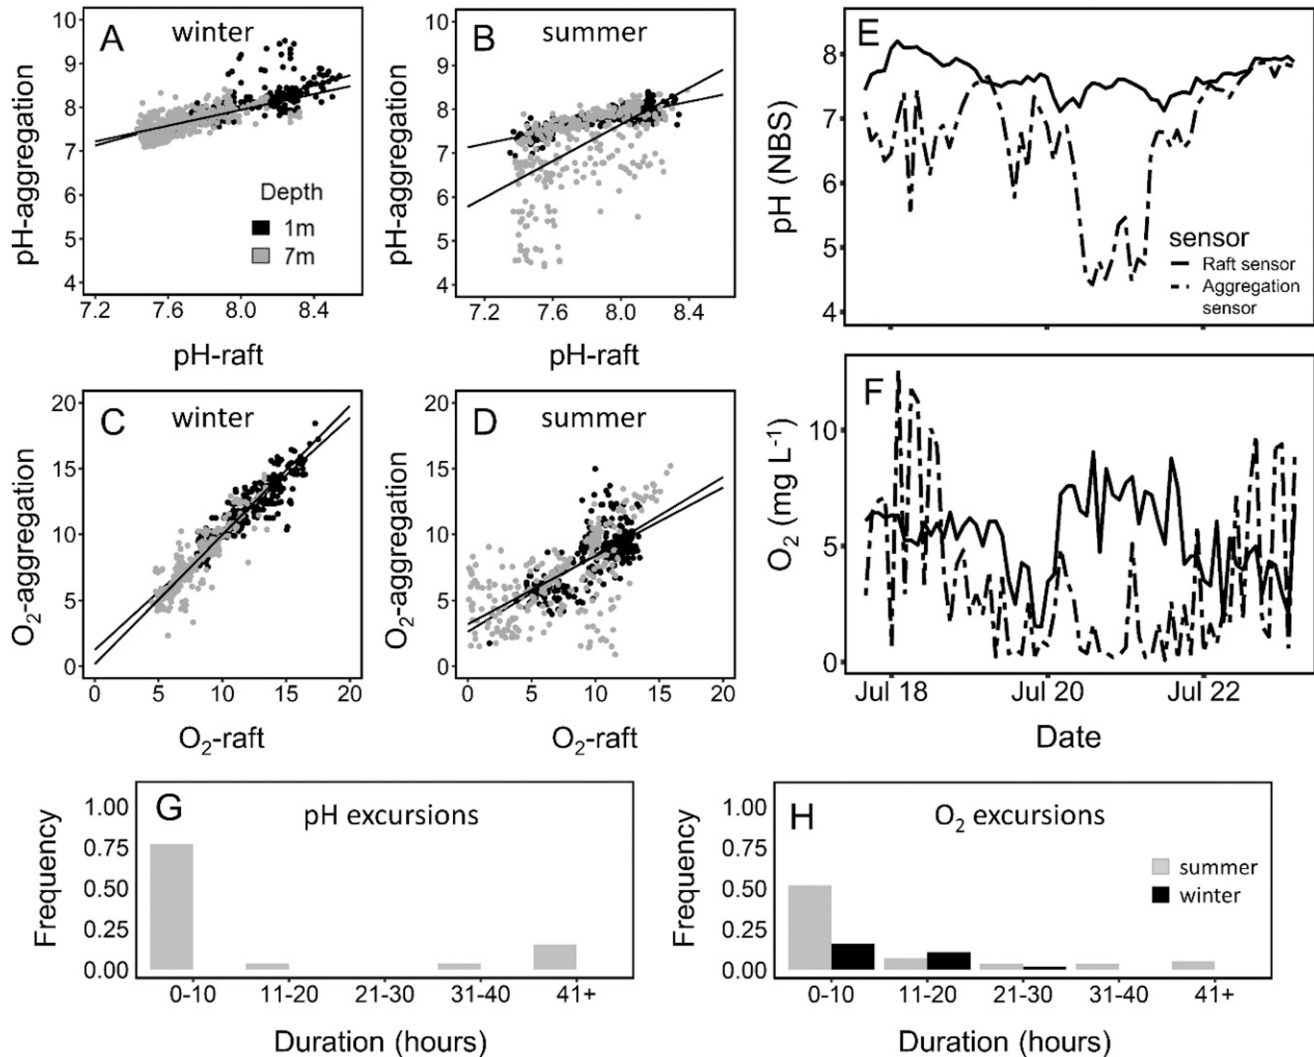 A
winter
10
9
8
7
6
5
4
pH-aggregation
Depth
1m
7m
7.2
7.6
8.0
8.4
pH-raft
B
summer
10
9
8
7
6
5
4
pH-aggregation
7.2
7.6
8.0
8.4
pH-raft
E
8
7
6
5
4
pH (NBS)
sensor
Raft sensor
Aggregation
sensor
C
winter
20
15
10
5
0
O₂-aggregation
0
5
10
15
20
O₂-raft
D
summer
20
15
10
5
0
O₂-aggregation
0
5
10
15
20
O₂-raft
F
10
5
0
O₂ (mg L⁻¹)
Jul 18
Jul 20
Jul 22
Date
G
pH excursions
1.00
0.75
0.50
0.25
0.00
Frequency
0-10
11-20
21-30
31-40
41+
Duration (hours)
H
O₂ excursions
1.00
0.75
0.50
0.25
0.00
Frequency
summer
winter
0-10
11-20
21-30
31-40
41+
Duration (hours)